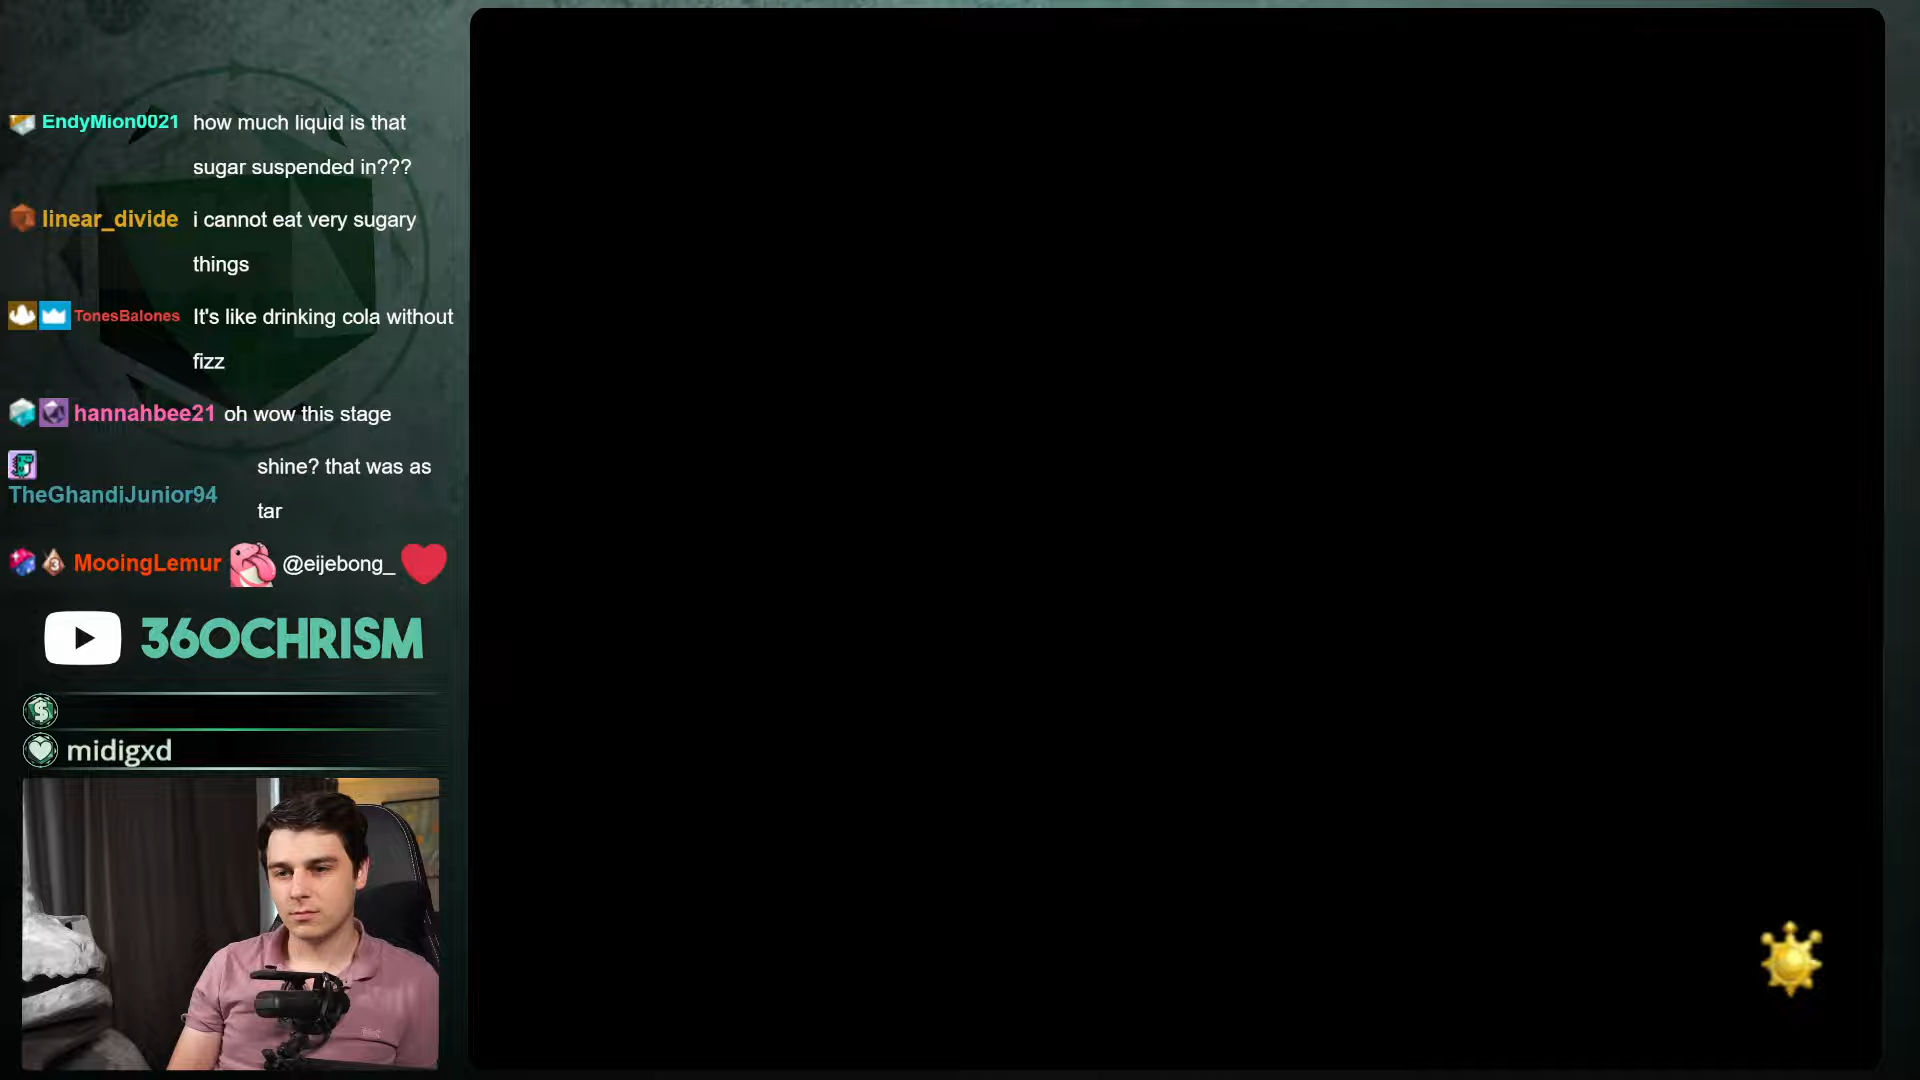 EndyMion0021 how much liquid is that
sugar suspended in???
linear_divide i cannot eat very sugary
things
TonesBalones It's like drinking cola without
fizz
hannahbee21 oh wow this stage
TheGhandiJunior94 shine? that was as
tar
3 MooingLemur @eijebong_
360CHRISM
$
midigxd